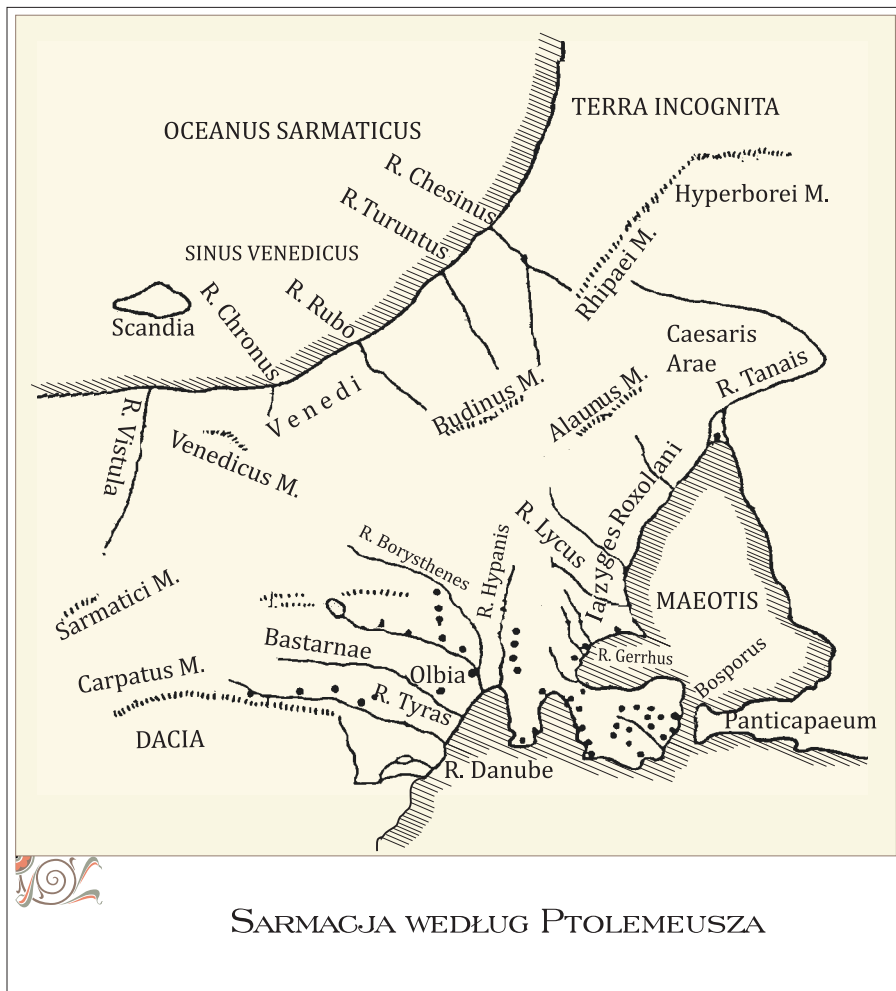 TERRA INCOGNITA
OCEANUS SARMATICUS
R. Chesinus
Hyperborei M.
R. Turuntus
SINUS VENEDICUS
Rhipaei M.
R. Rubo
R. Chronus
Scandia
Caesaris
Arae
R. Tanais
Venedi
Budinus M.
Alaunus M.
R. Vistula
Venedicus M.
Roxollani
R. Lycus
R. Borysthenes
R. Hypanis
Iazyges
Sarmatici M.
MAEOTIS
Bastarnae
R. Gerrhus
Carpatus M.
Olbia
Bosporus
R. Tyras
Panticapaeum
DACIA
R. Danube
SARMACJA WEDŁUG PTOLEMEUSZA